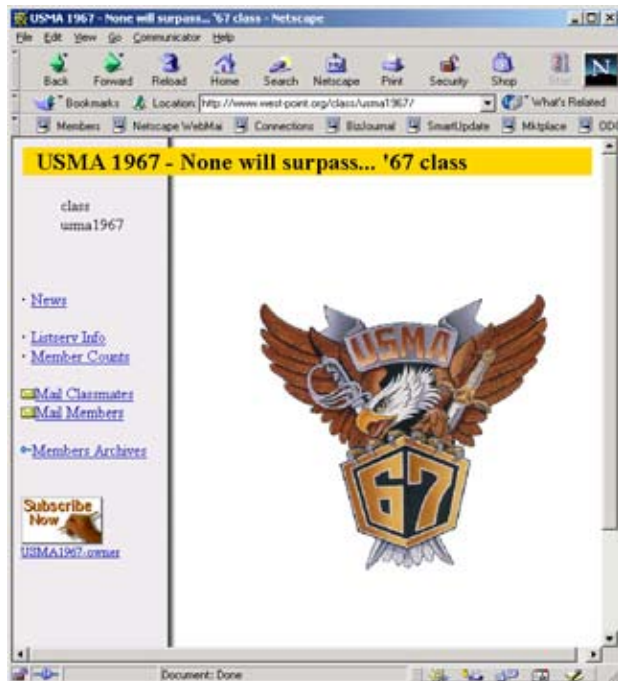 USMA 1967 - None will surpass... '67 class - Netscape
File Edit View Go Communicator Help
Back Forward Reload Home Search Netscape Print Security Shop Stop
Bookmarks Location: http://www.west-point.org/class/usma1967/ What's Related
Members Netscape WebMai Connections BizJournal SmartUpdate Mktplace
USMA 1967 - None will surpass... '67 class
class
usma1967
· News
· Listserv Info
· Member Counts
Mail Classmates
Mail Members
Members Archives
Subscribe
Now
USMA1967-owner
USMA
67
Document: Done